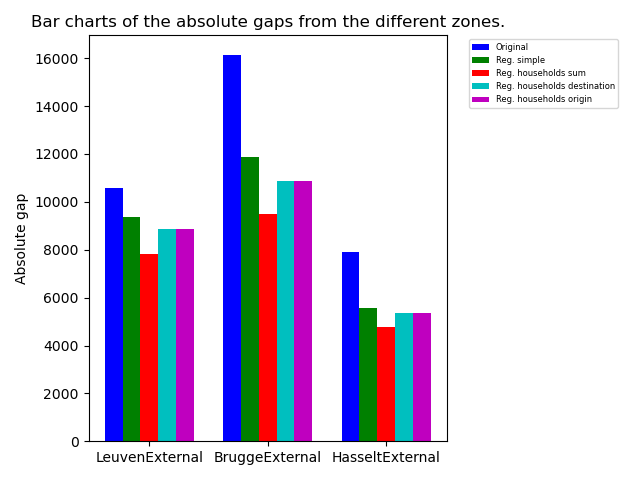 Bar charts of the absolute gaps from the different zones.
Original
Reg. simple
Reg. households sum
Reg. households destination
Reg. households origin
Absolute gap
16000
14000
12000
10000
8000
6000
4000
2000
0
LeuvenExternal BruggeExternal HasseltExternal